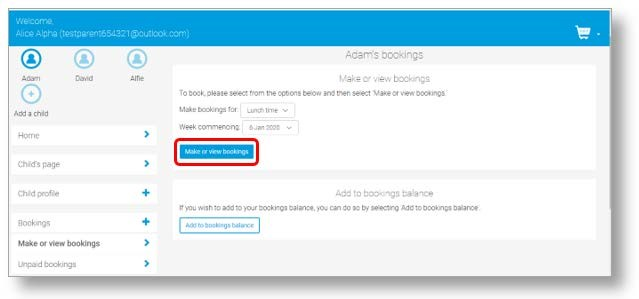 Welcome,
Alice Alpha (testparent654321@outlook.com)
Adam David Alfie
Add a child
Home
Child's page
Child profile
Bookings
Make or view bookings
Unpaid bookings
Adam's bookings
Make or view bookings
To book, please select from the options below and then select 'Make or view bookings.'
Make bookings for: Lunch time
Week commencing: 6 Jan 2020
Make or view bookings
Add to bookings balance
If you wish to add to your bookings balance, you can do so by selecting 'Add to bookings balance'.
Add to bookings balance